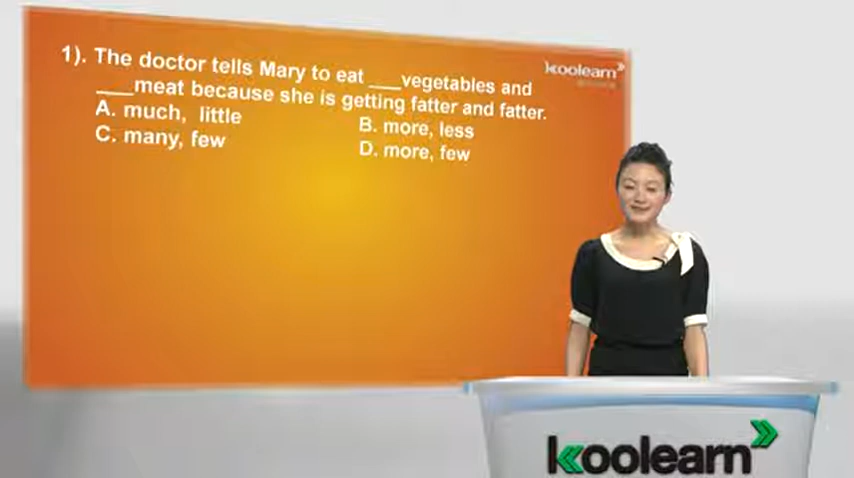 1). The doctor tells Mary to eat ___vegetables and
___meat because she is getting fatter and fatter.
A. much, little
B. more, less
C. many, few
D. more, few
koolearn
koolearn